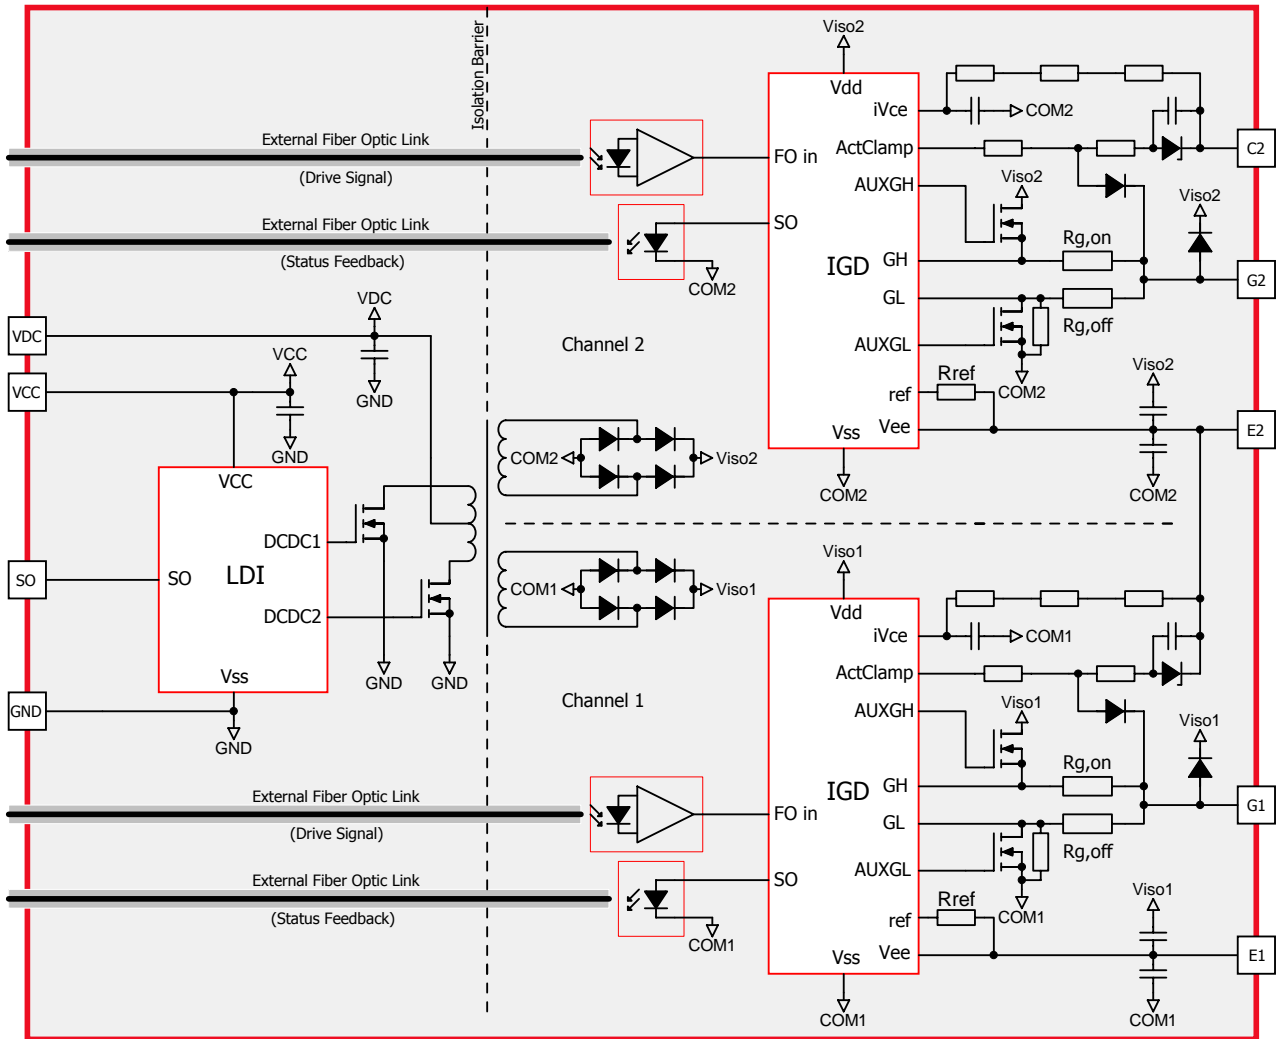 Viso2
Isolation Barrier
Vdd
iVce
COM2
External Fiber Optic Link
(Drive Signal)
FO in
ActClamp
C2
AUXGH
Viso2
Viso2
External Fiber Optic Link
(Status Feedback)
SO
COM2
IGD
GH
Rg,on
G2
GL
Rg,off
AUXGL
COM2
VDC
VDC
GND
Channel 2
VCC
VCC
GND
ref
Rref
Viso2
Vss
Vee
E2
COM2
COM2
COM2
Viso2
VCC
DCDC1
LDI
SO
SO
DCDC2
Vss
GND
GND
GND
GND
COM1
Viso1
Viso1
Vdd
iVce
COM1
ActClamp
Channel 1
AUXGH
Viso1
Viso1
External Fiber Optic Link
(Drive Signal)
FO in
IGD
GH
Rg,on
G1
GL
Rg,off
AUXGL
COM1
External Fiber Optic Link
(Status Feedback)
SO
COM1
ref
Rref
Viso1
Vss
Vee
E1
COM1
COM1